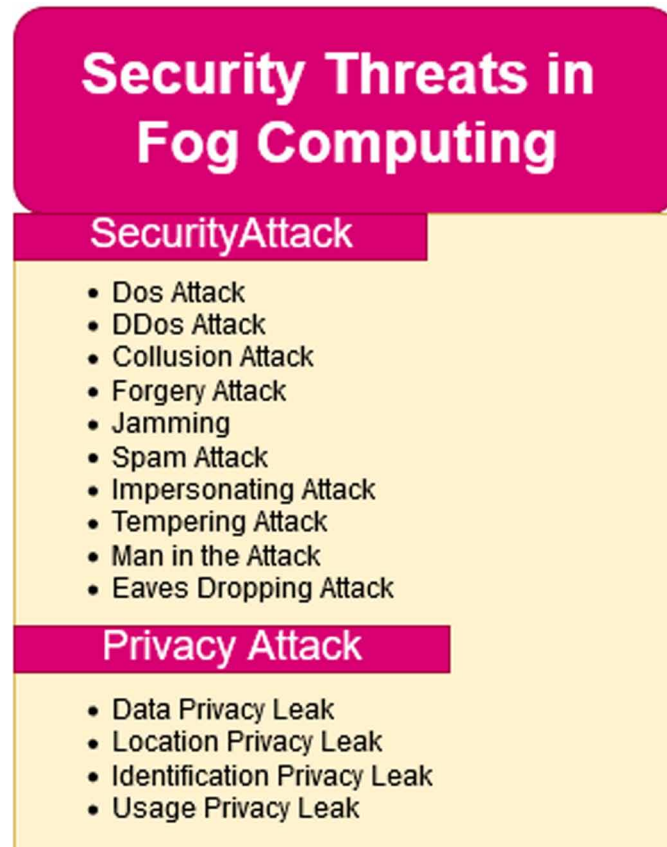 Security Threats in
Fog Computing
SecurityAttack
• Dos Attack
• DDos Attack
• Collusion Attack
• Forgery Attack
• Jamming
• Spam Attack
• Impersonating Attack
• Tempering Attack
• Man in the Attack
• Eaves Dropping Attack
Privacy Attack
• Data Privacy Leak
• Location Privacy Leak
• Identification Privacy Leak
• Usage Privacy Leak